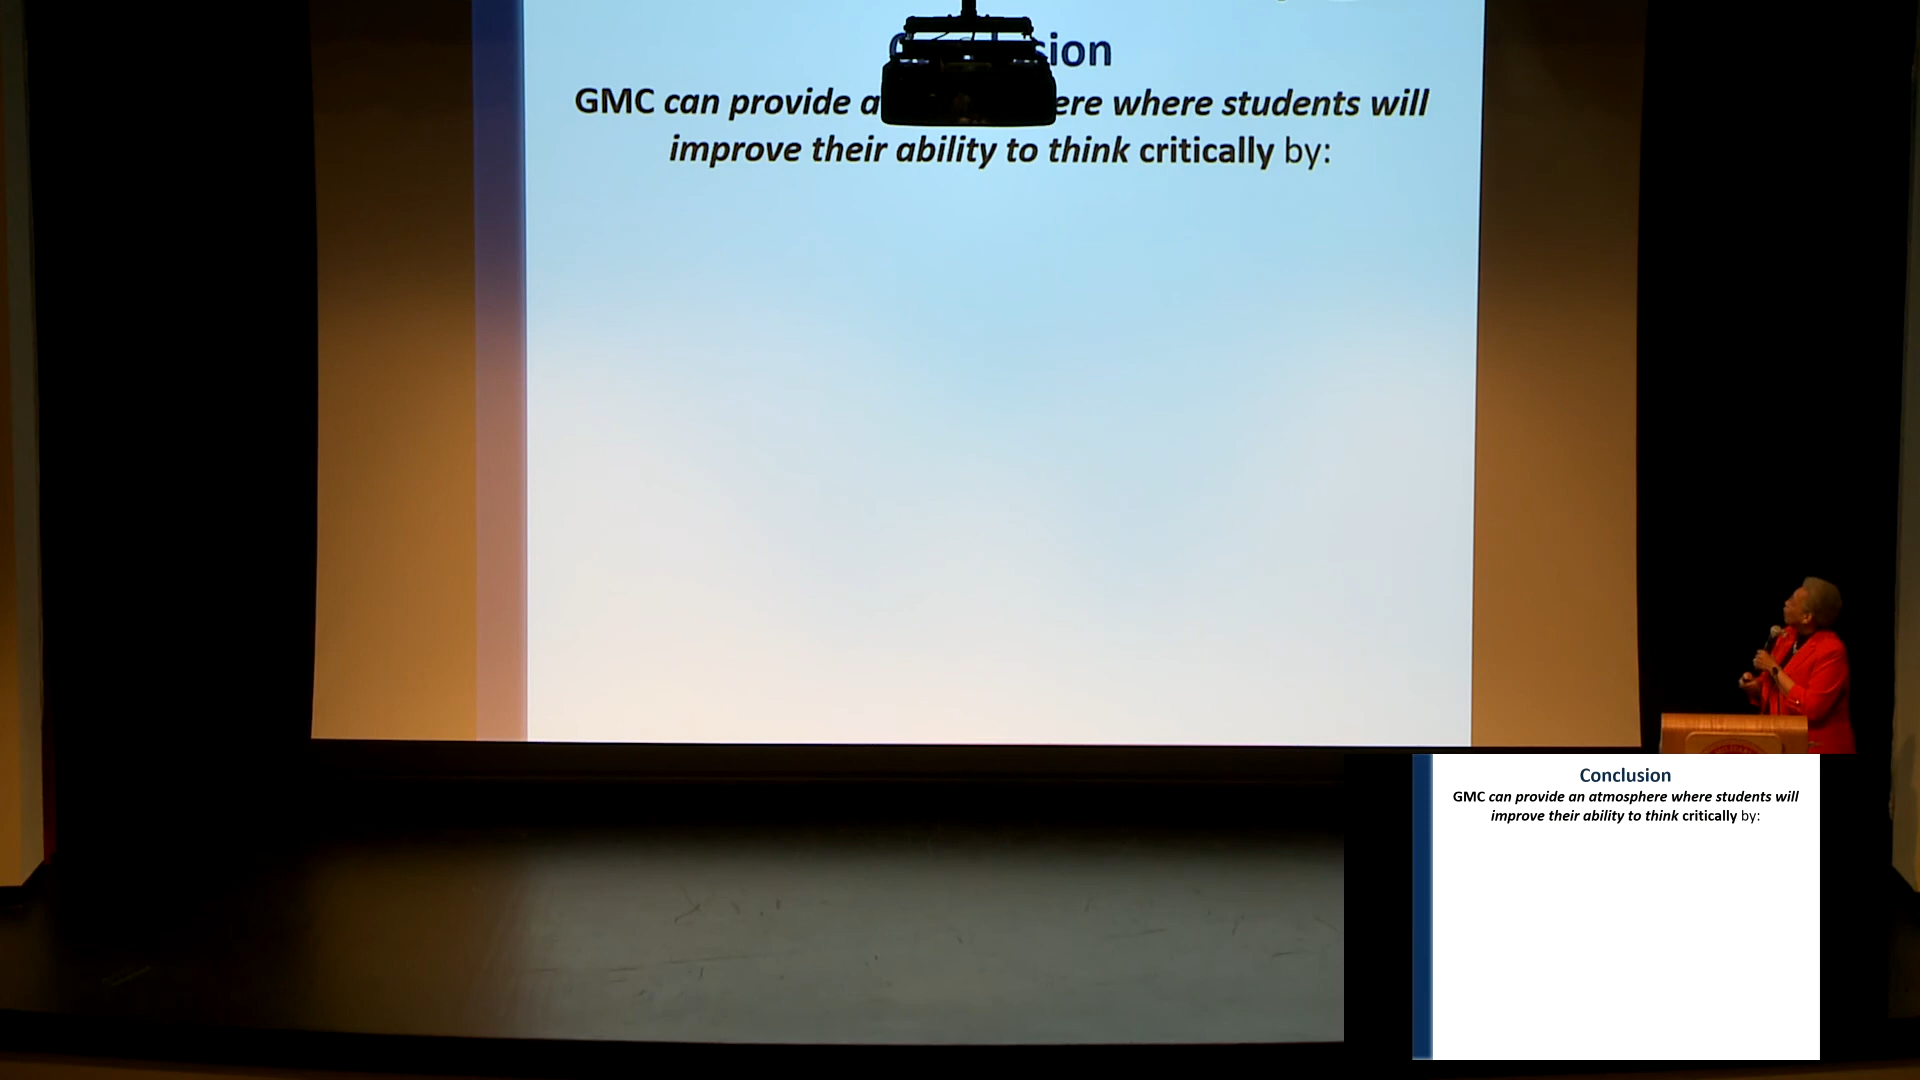 sion
GMC can provide a
ere where students will
improve their ability to think critically by:
Conclusion
GMC can provide an atmosphere where students will
improve their ability to think critically by: